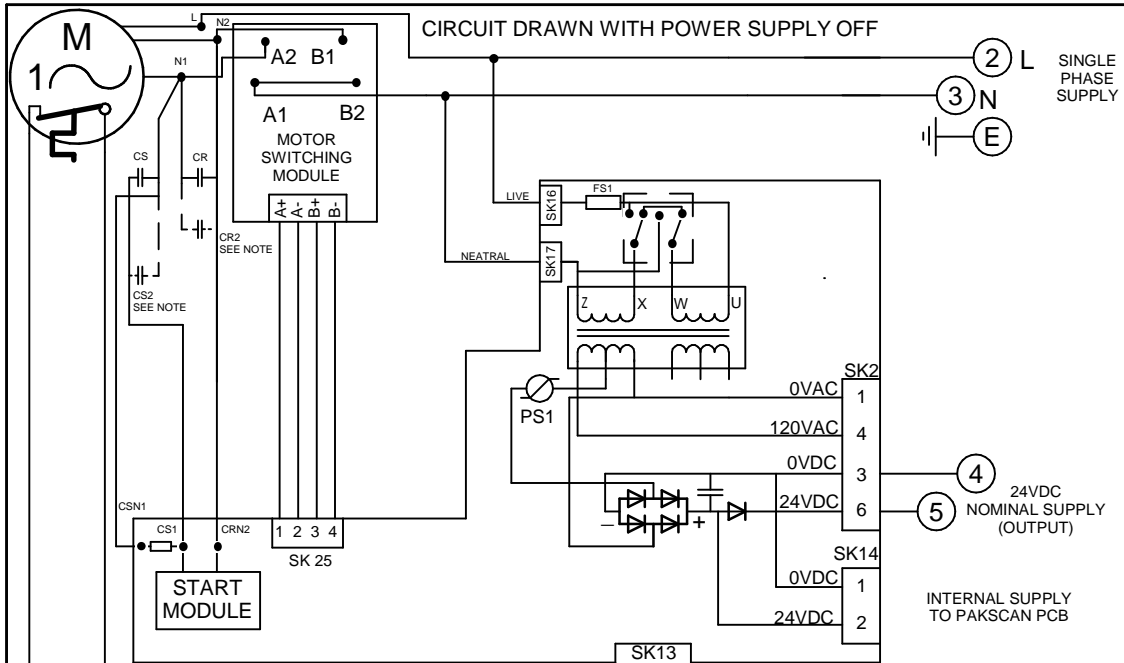 CIRCUIT DRAWN WITH POWER SUPPLY OFF
L
N2
M
1
N1
A2
B1
A1
B2
MOTOR
SWITCHING
MODULE
A+
A-
B+
B-
2
L
SINGLE
PHASE
SUPPLY
3
N
E
CS
CR
CR2
SEE NOTE
CS2
SEE NOTE
LIVE
SK16
FS1
NEATRAL
SK17
Z
X
W
U
PS1
SK2
0VAC
1
120VAC
4
0VDC
3
4
24VDC
6
5
24VDC
NOMINAL SUPPLY
(OUTPUT)
−
+
CSN1
CS1
CRN2
1 2 3 4
SK 25
START
MODULE
SK14
0VDC
1
24VDC
2
INTERNAL SUPPLY
TO PAKSCAN PCB
SK13